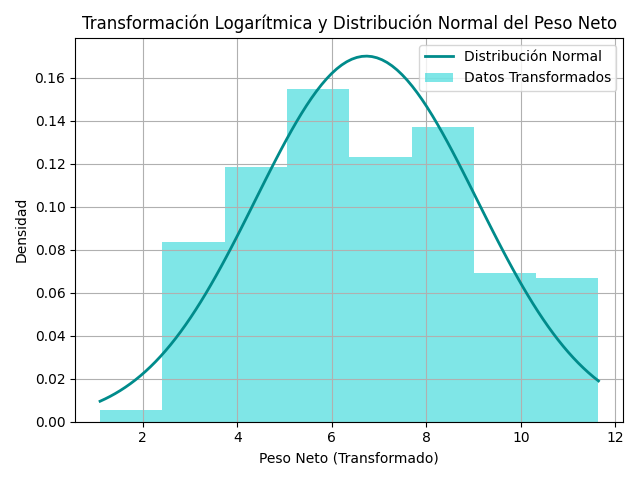 Transformación Logarítmica y Distribución Normal del Peso Neto
Distribución Normal
Datos Transformados
Densidad
0.16
0.14
0.12
0.10
0.08
0.06
0.04
0.02
0.00
2 4 6 8 10 12
Peso Neto (Transformado)